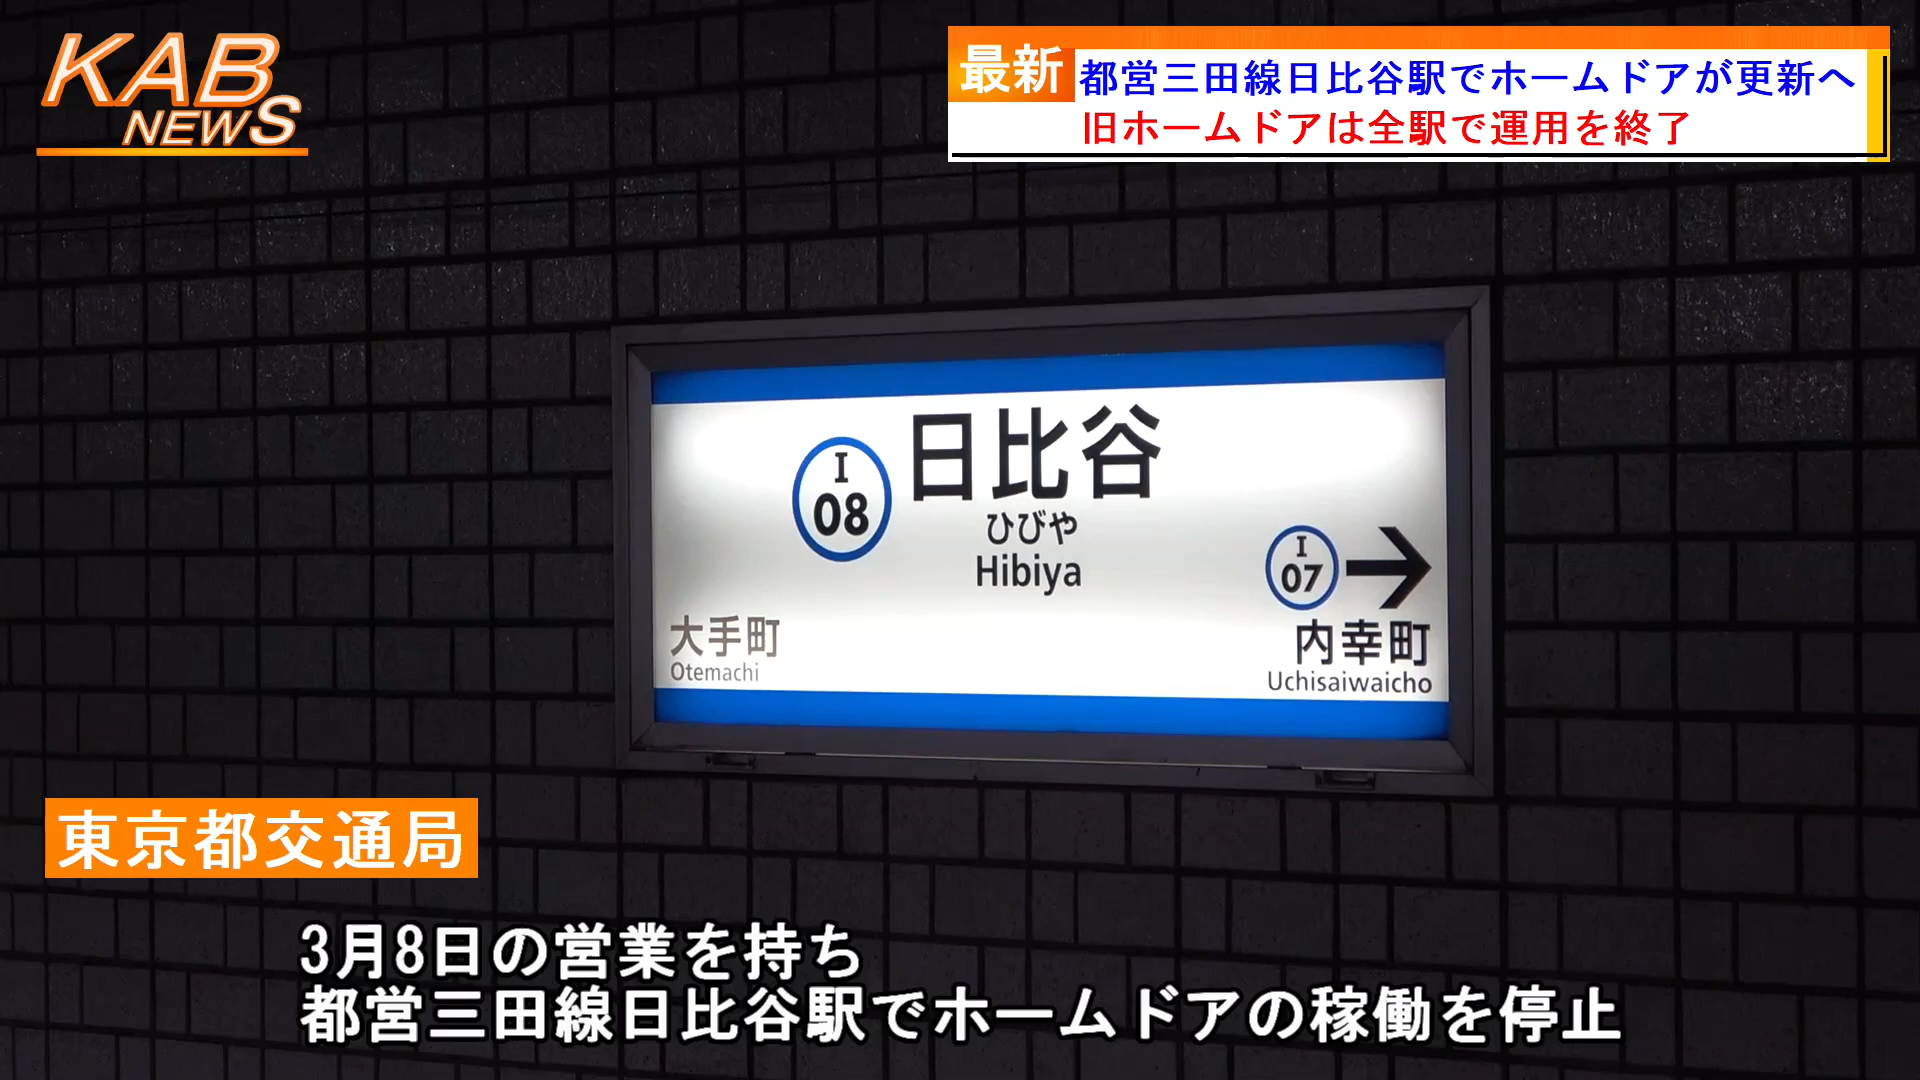 KAB
NEWS
最新
都営三田線日比谷駅でホームドアが更新へ
旧ホームドアは全駅で運用を終了
I
08
日比谷
ひびや
Hibiya
I
07
大手町
Otemachi
内幸町
Uchisaiwaicho
東京都交通局
3月8日の営業を持ち
都営三田線日比谷駅でホームドアの稼働を停止